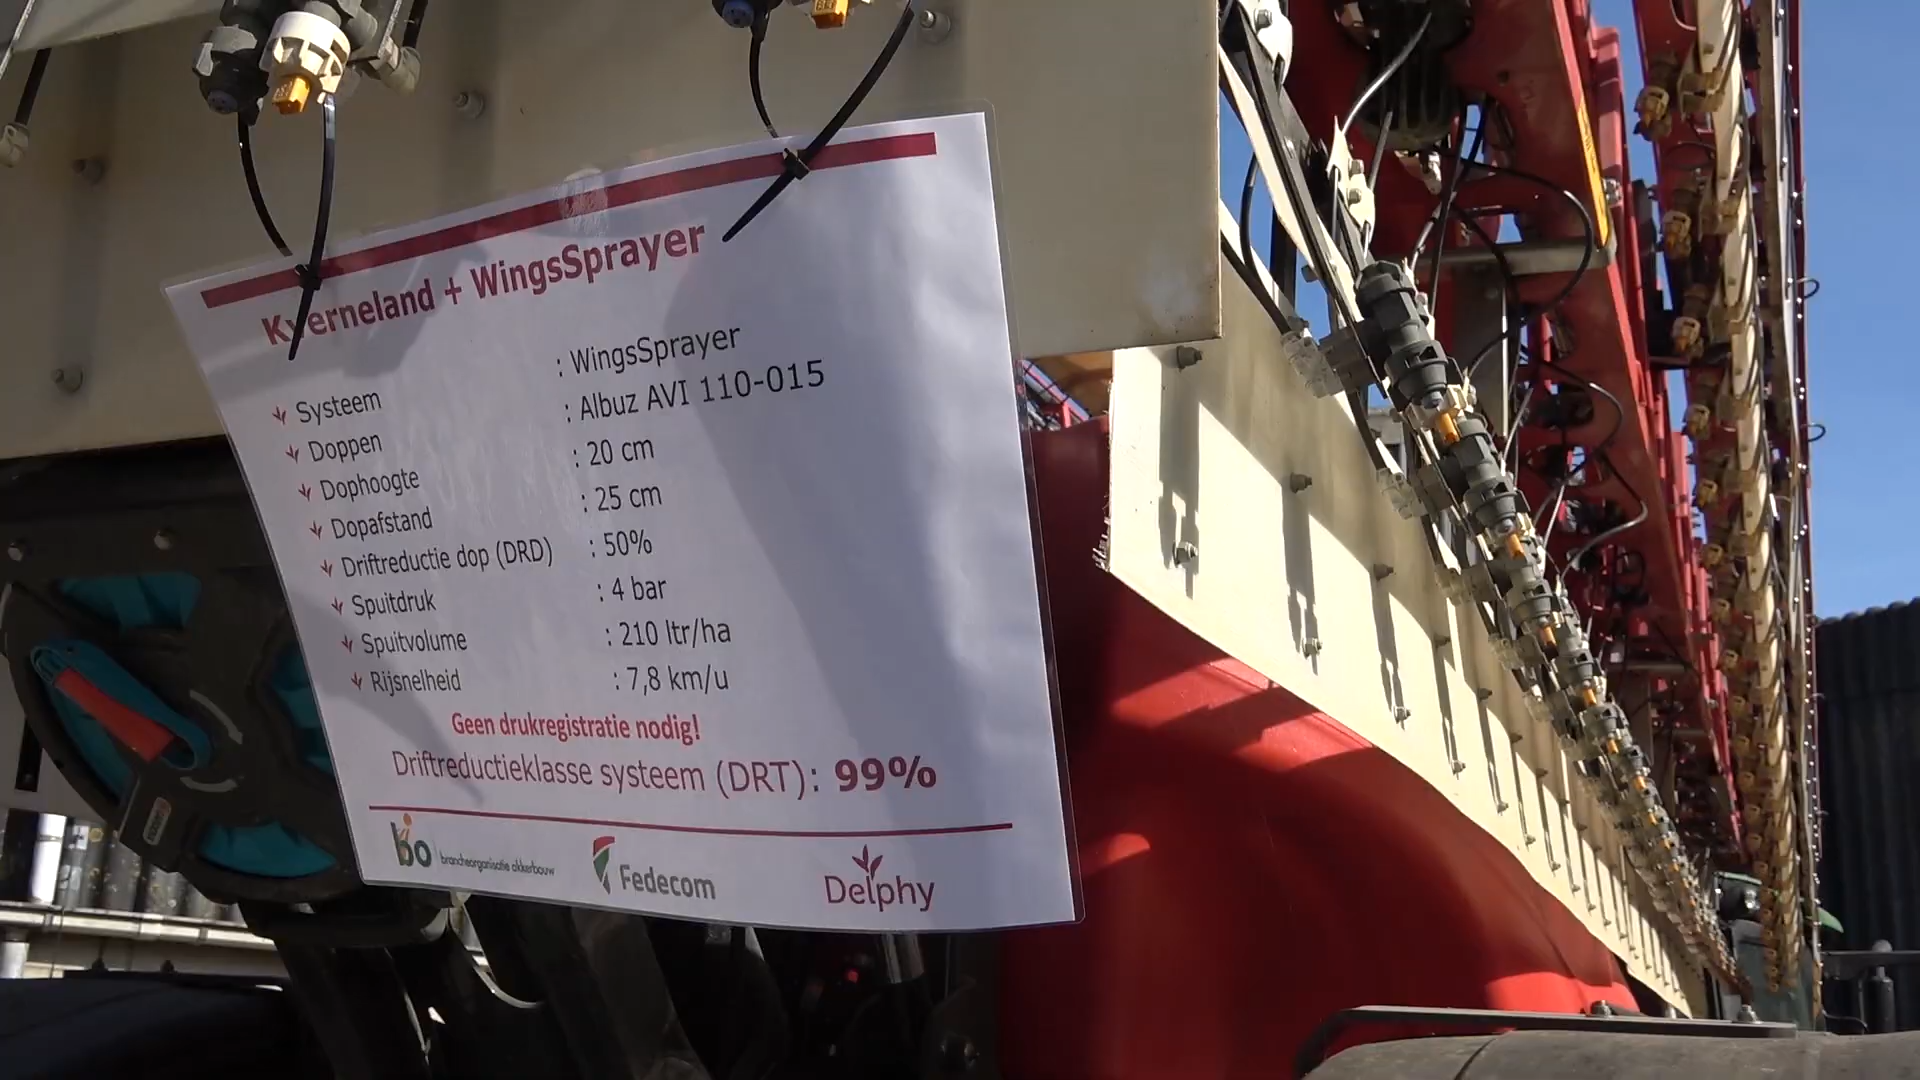 Kverneland + WingsSprayer
Systeem : WingsSprayer
Doppen : Albuz AVI 110-015
Dophoogte : 20 cm
Dopafstand : 25 cm
Driftreductie dop (DRD) : 50%
Spuitdruk : 4 bar
Spuitvolume : 210 ltr/ha
Rijsnelheid : 7,8 km/u
Geen drukregistratie nodig!
Driftreductieklasse systeem (DRT): 99%
bo brancheorganisatie akkerbouw
Fedecom
Delphy